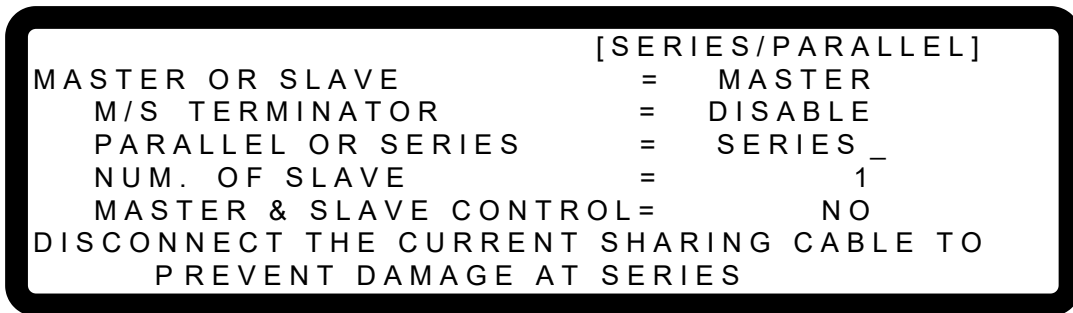 [SERIES/PARALLEL]
MASTER OR SLAVE = MASTER
M/S TERMINATOR = DISABLE
PARALLEL OR SERIES = SERIES_
NUM. OF SLAVE = 1
MASTER & SLAVE CONTROL= NO
DISCONNECT THE CURRENT SHARING CABLE TO
PREVENT DAMAGE AT SERIES